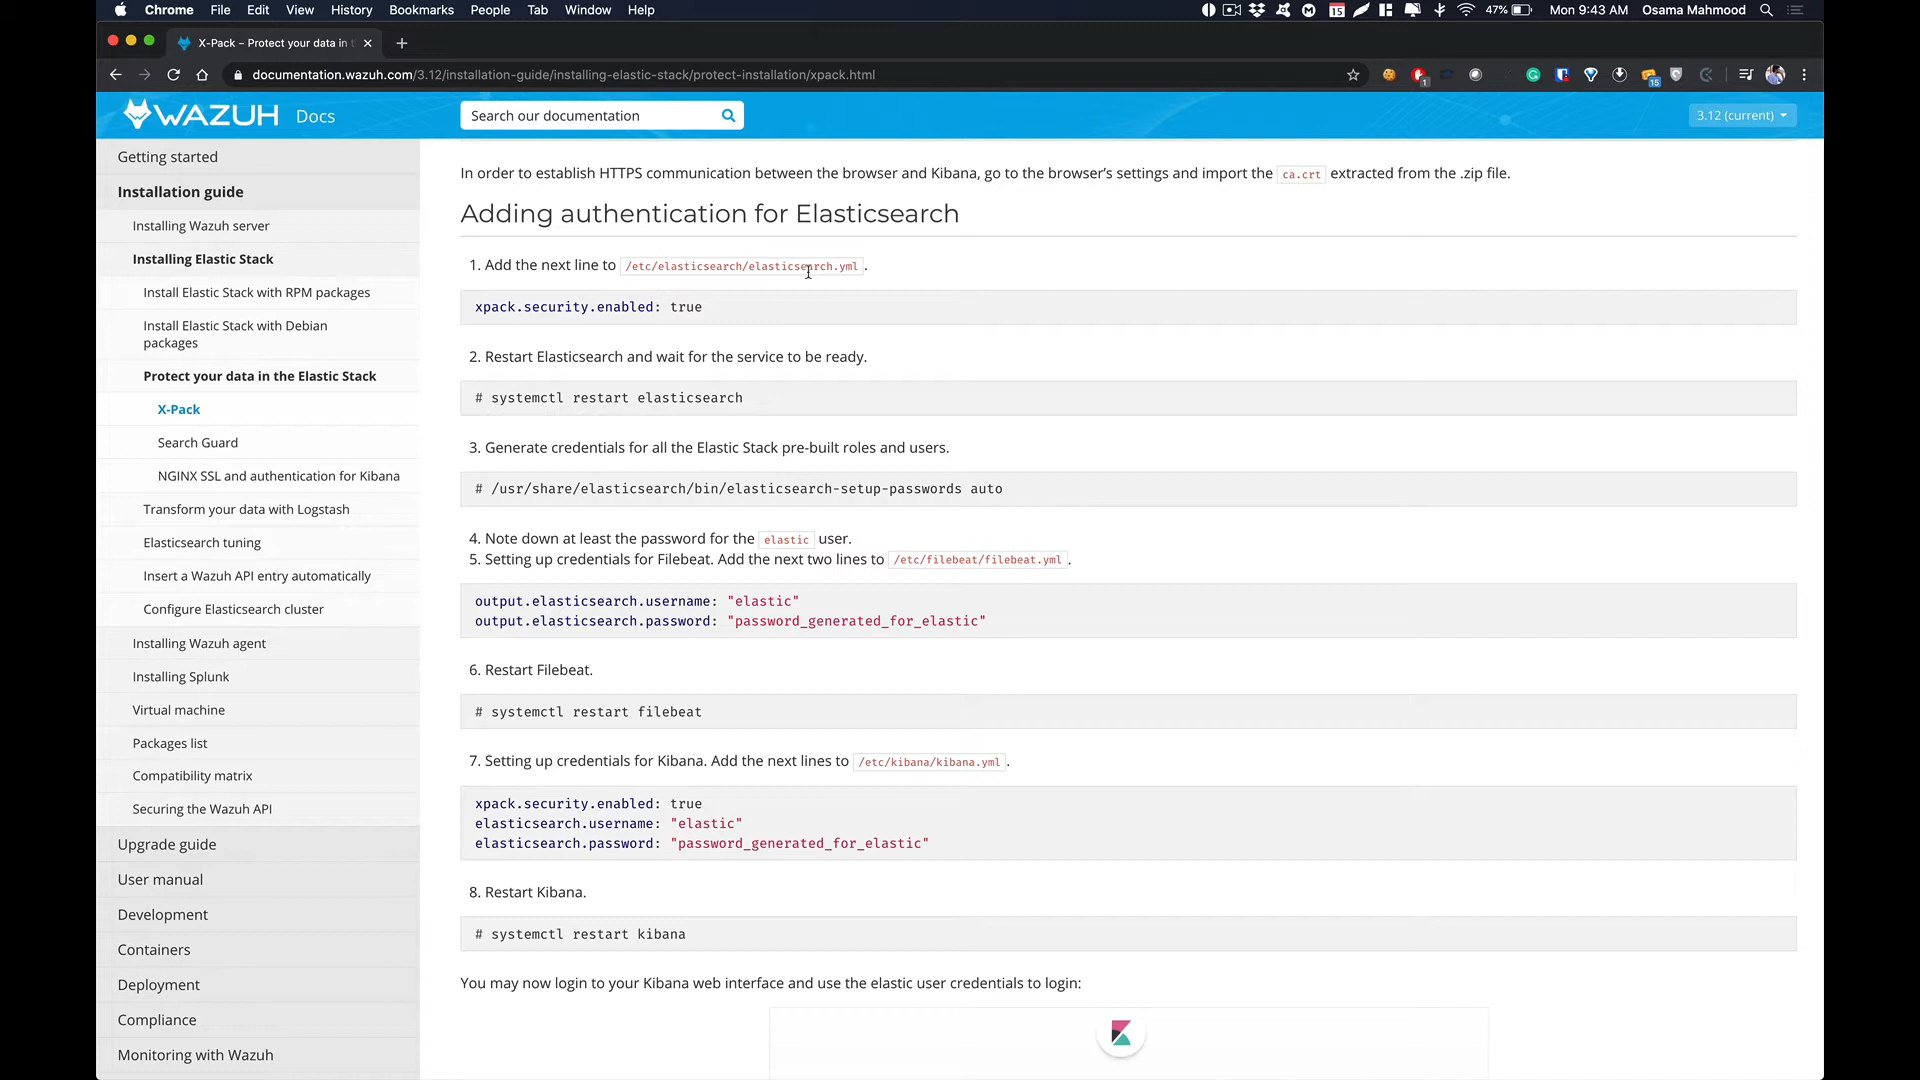 Chrome File Edit View History Bookmarks People Tab Window Help
15 47% Mon 9:43 AM Osama Mahmood
X-Pack – Protect your data in t
documentation.wazuh.com/3.12/installation-guide/installing-elastic-stack/protect-installation/xpack.html
1
15
WAZUH Docs
Search our documentation
3.12 (current)
Getting started
Installation guide
Installing Wazuh server
Installing Elastic Stack
Install Elastic Stack with RPM packages
Install Elastic Stack with Debian
packages
Protect your data in the Elastic Stack
X-Pack
Search Guard
NGINX SSL and authentication for Kibana
Transform your data with Logstash
Elasticsearch tuning
Insert a Wazuh API entry automatically
Configure Elasticsearch cluster
Installing Wazuh agent
Installing Splunk
Virtual machine
Packages list
Compatibility matrix
Securing the Wazuh API
Upgrade guide
User manual
Development
Containers
Deployment
Compliance
Monitoring with Wazuh
In order to establish HTTPS communication between the browser and Kibana, go to the browser's settings and import the ca.crt extracted from the .zip file.
Adding authentication for Elasticsearch
1. Add the next line to /etc/elasticsearch/elasticsearch.yml.
xpack.security.enabled: true
2. Restart Elasticsearch and wait for the service to be ready.
# systemctl restart elasticsearch
3. Generate credentials for all the Elastic Stack pre-built roles and users.
# /usr/share/elasticsearch/bin/elasticsearch-setup-passwords auto
4. Note down at least the password for the elastic user.
5. Setting up credentials for Filebeat. Add the next two lines to /etc/filebeat/filebeat.yml.
output.elasticsearch.username: "elastic"
output.elasticsearch.password: "password_generated_for_elastic"
6. Restart Filebeat.
# systemctl restart filebeat
7. Setting up credentials for Kibana. Add the next lines to /etc/kibana/kibana.yml.
xpack.security.enabled: true
elasticsearch.username: "elastic"
elasticsearch.password: "password_generated_for_elastic"
8. Restart Kibana.
# systemctl restart kibana
You may now login to your Kibana web interface and use the elastic user credentials to login: